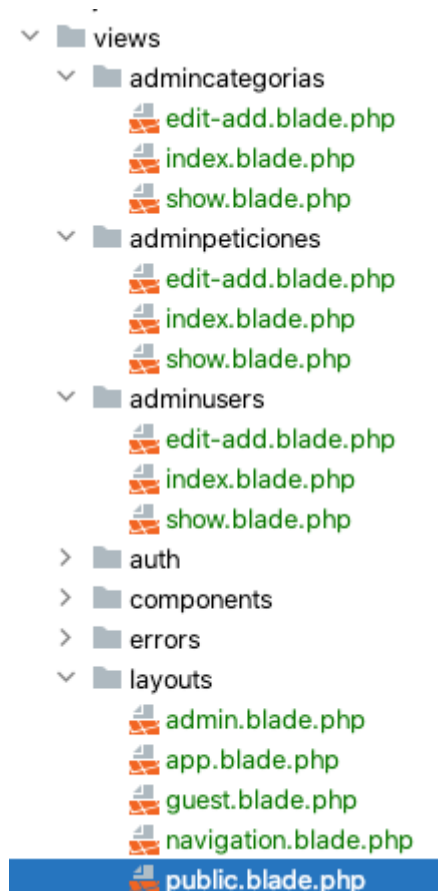 views
admincategorias
edit-add.blade.php
index.blade.php
show.blade.php
adminpeticiones
edit-add.blade.php
index.blade.php
show.blade.php
adminusers
edit-add.blade.php
index.blade.php
show.blade.php
auth
components
errors
layouts
admin.blade.php
app.blade.php
guest.blade.php
navigation.blade.php
public.blade.php